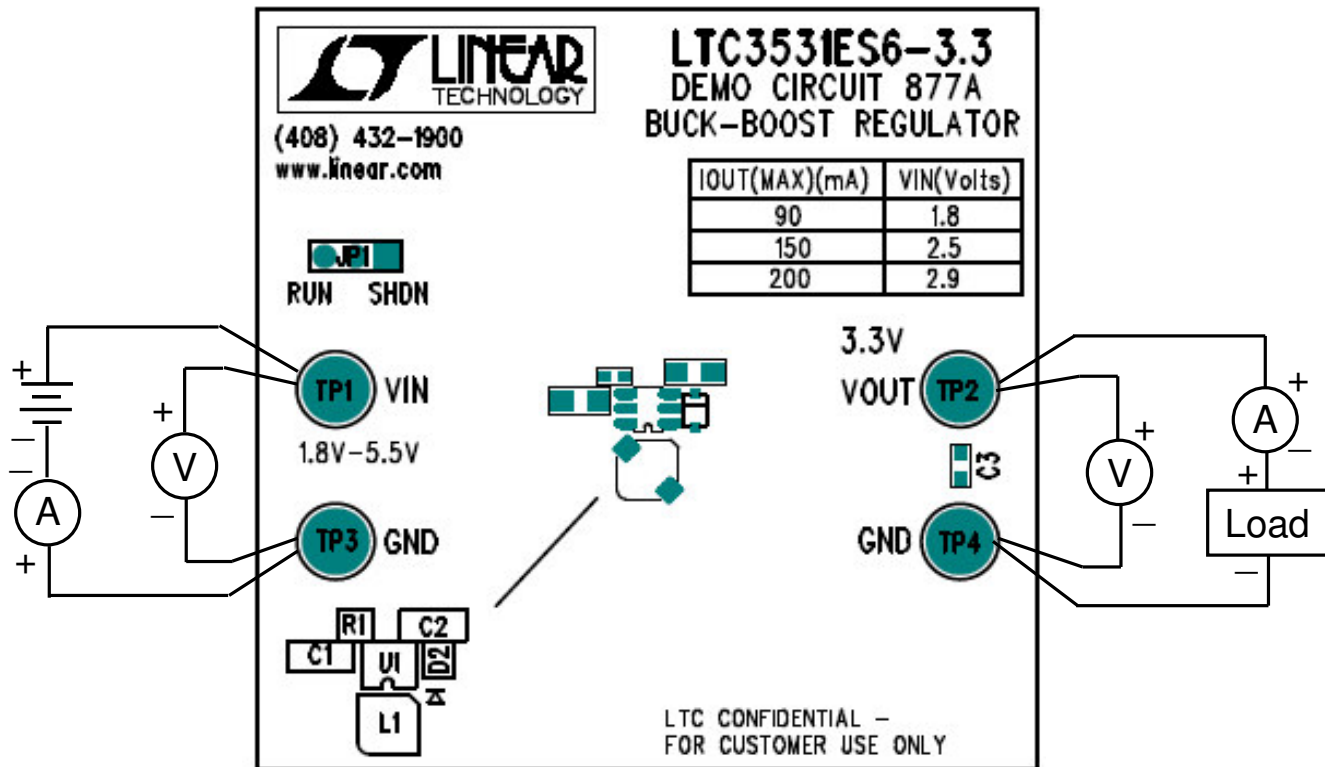 LINEAR
TECHNOLOGY
(408) 432-1900
www.linear.com
LTC3531ES6-3.3
DEMO CIRCUIT 877A
BUCK-BOOST REGULATOR
IOUT(MAX)(mA) VIN(Volts)
90 1.8
150 2.5
200 2.9
JP1
RUN SHDN
+
−
−
A
+
+
V
−
TP1 VIN
1.8V-5.5V
TP3 GND
3.3V
VOUT TP2
C3
GND TP4
+
V
−
+
A
−
+
Load
−
R1 C2
C1 U1 D2
L1
LTC CONFIDENTIAL -
FOR CUSTOMER USE ONLY